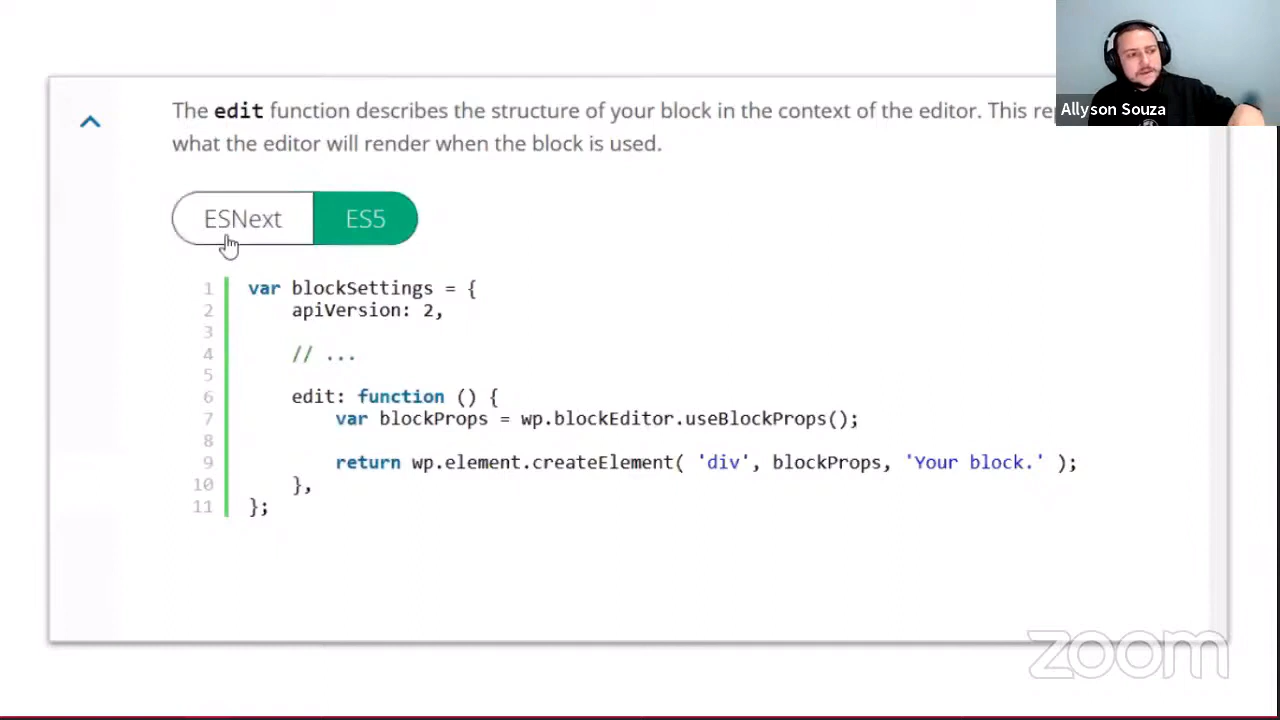 The edit function describes the structure of your block in the context of the editor. This
what the editor will render when the block is used.
Allyson Souza
ESNext ES5
1 var blockSettings = {
2 apiVersion: 2,
3
4 // ...
5
6 edit: function () {
7 var blockProps = wp.blockEditor.useBlockProps();
8
9 return wp.element.createElement( 'div', blockProps, 'Your block.' );
10 },
11 };
zoom